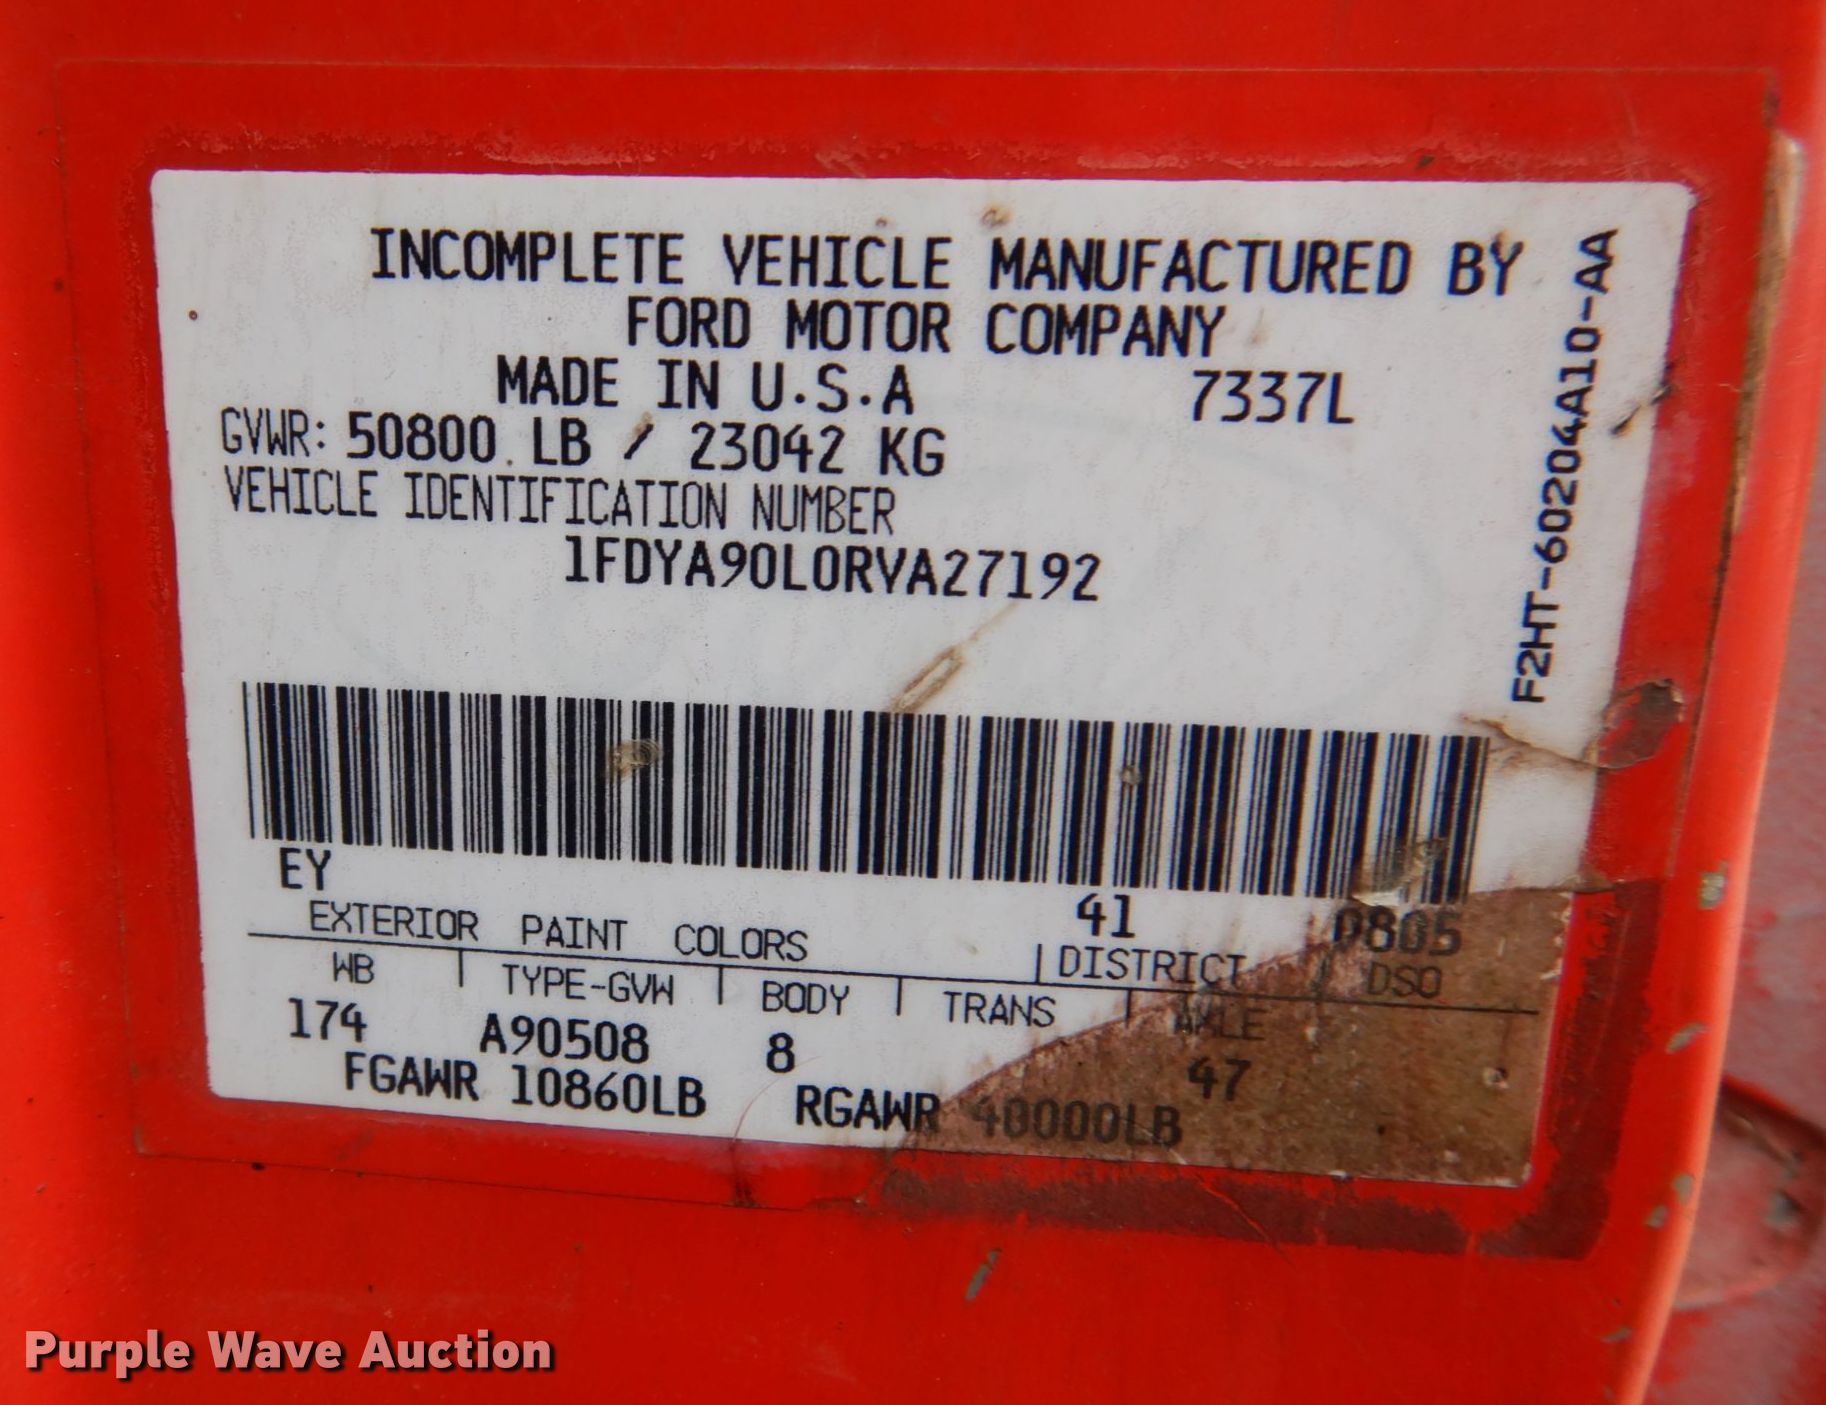 INCOMPLETE VEHICLE MANUFACTURED BY
FORD MOTOR COMPANY
MADE IN U.S.A 7337L
GVWR: 50800 LB / 23042 KG
VEHICLE IDENTIFICATION NUMBER
1FDYA90L0RVA27192
F2HT-60204A10-AA
EY 41 D805
EXTERIOR PAINT COLORS DISTRICT DSO
WB TYPE-GVW BODY TRANS AXLE
174 A90508 8 47
FGAWR 10860LB RGAWR 40000LB
Purple Wave Auction